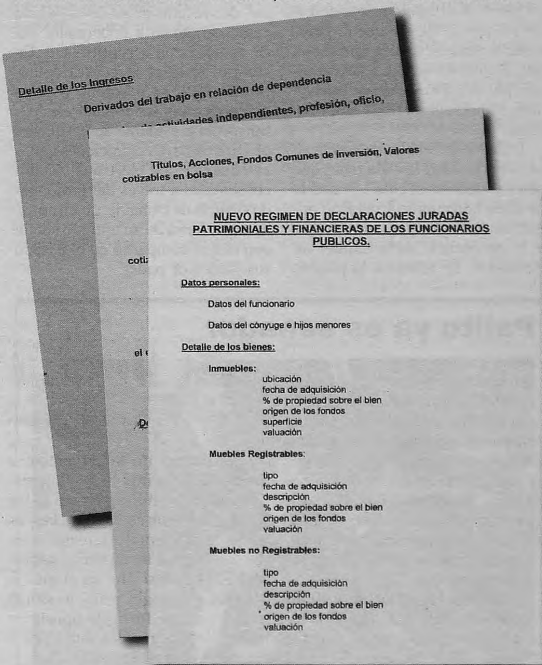 Detalle de los Ingresos
Derivados del trabajo en relación de dependencia
actividades independientes, profesión, oficio,
Títulos, Acciones, Fondos Comunes de Inversión, Valores
cotizables en bolsa
coti
el
NUEVO REGIMEN DE DECLARACIONES JURADAS
PATRIMONIALES Y FINANCIERAS DE LOS FUNCIONARIOS
PUBLICOS.
Datos personales:
Datos del funcionario
Datos del cónyuge e hijos menores
Detalle de los bienes:
Inmuebles:
ubicación
fecha de adquisición
% de propiedad sobre el bien
origen de los fondos
superficie
valuación
Muebles Registrables:
tipo
fecha de adquisición
descripción
% de propiedad sobre el bien
origen de los fondos
valuación
Muebles no Registrables:
tipo
fecha de adquisición
descripción
% de propiedad sobre el bien
origen de los fondos
valuación